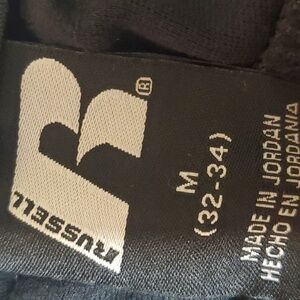 R®
RUSSELL
M
(32-34)
MADE IN JORDAN
HECHO EN JORDANIA